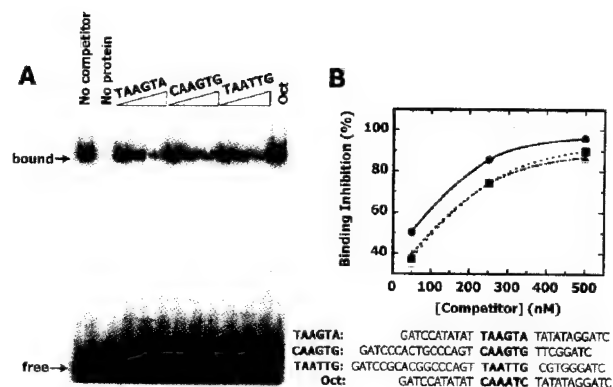 A
No competitor
No protein
TAAGTA
CAAGTG
TAATTG
Oct
bound→
free→
B
Binding Inhibition (%)
100
80
60
40
0 100 200 300 400 500
[Competitor] (nM)
TAAGTA: GATCCATATAT TAAGTA TATATAGGATC
CAAGTG: GATCCCACTGCCCAGT CAAGTG TTCGGATC
TAATTG: GATCCGCACGGCCCAGT TAATTG CGTGGGATC
Oct: GATCCATATAT CAAATC TATATAGGATC